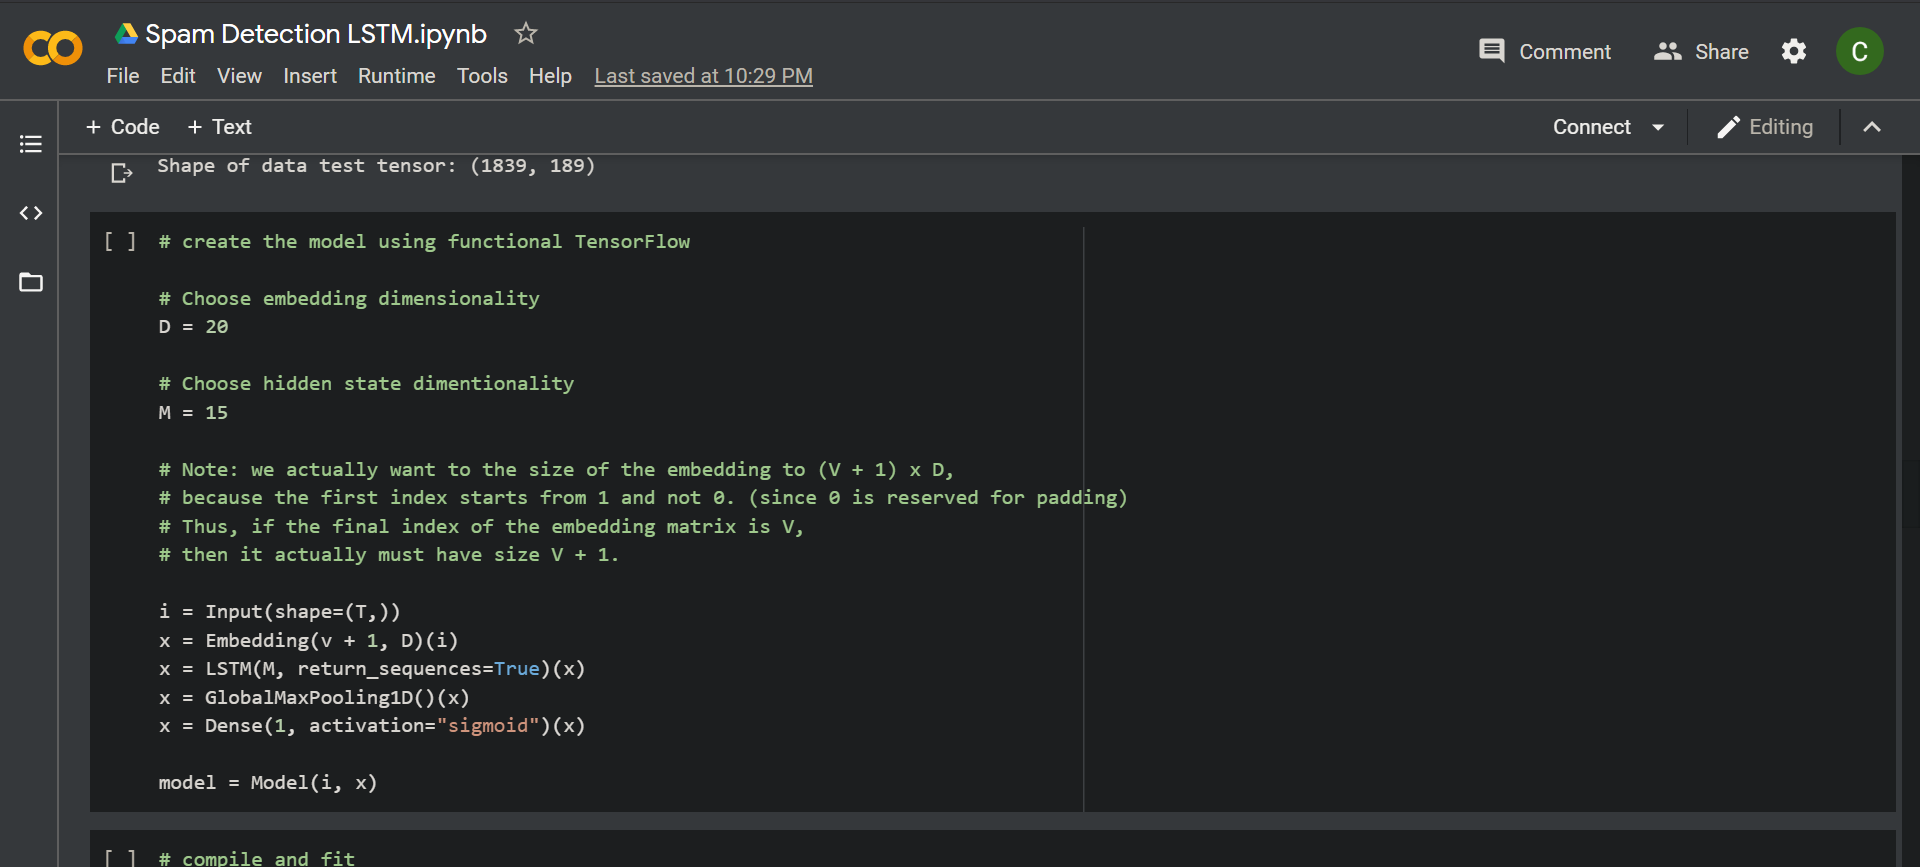 Spam Detection LSTM.ipynb
File Edit View Insert Runtime Tools Help Last saved at 10:29 PM
Comment Share C
+ Code + Text
Connect Editing
Shape of data test tensor: (1839, 189)
[ ] # create the model using functional TensorFlow
# Choose embedding dimensionality
D = 20
# Choose hidden state dimentionality
M = 15
# Note: we actually want to the size of the embedding to (V + 1) x D,
# because the first index starts from 1 and not 0. (since 0 is reserved for padding)
# Thus, if the final index of the embedding matrix is V,
# then it actually must have size V + 1.
i = Input(shape=(T,))
x = Embedding(v + 1, D)(i)
x = LSTM(M, return_sequences=True)(x)
x = GlobalMaxPooling1D()(x)
x = Dense(1, activation="sigmoid")(x)
model = Model(i, x)
[ ] # compile and fit